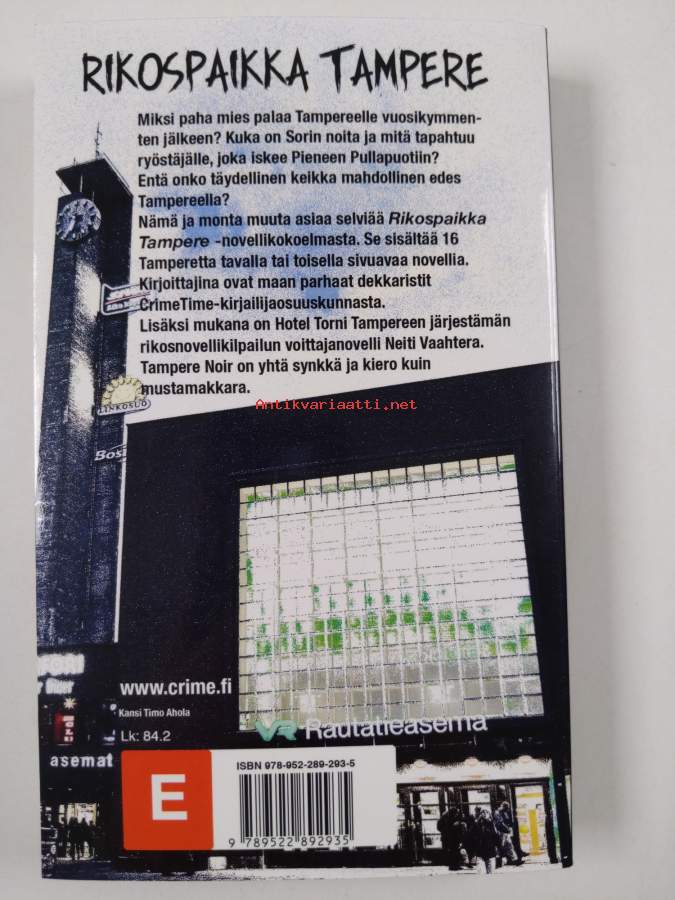 RIKOSPAIKKA TAMPERE
Miksi paha mies palaa Tampereelle vuosikymmen-
ten jälkeen? Kuka on Sorin noita ja mitä tapahtuu
ryöstäjälle, joka iskee Pieneen Pullapuotiin?
Entä onko täydellinen keikka mahdollinen edes
Tampereella?
Nämä ja monta muuta asiaa selviää Rikospaikka
Tampere -novellikokoelmasta. Se sisältää 16
Tamperetta tavalla tai toisella sivuavaa novellia.
Kirjoittajina ovat maan parhaat dekkaristit
CrimeTime-kirjailijaosuuskunnasta.
Lisäksi mukana on Hotel Torni Tampereen järjestämän
rikosnovellikilpailun voittajanovelli Neiti Vaahtera.
Tampere Noir on yhtä synkkä ja kiero kuin
mustamakkara.
Antikvariaatti.net
LINKOSUO
www.crime.fi
Kansi Timo Ahola
Lk: 84.2
VR Rautatieasema
asemat
E
ISBN 978-952-289-293-5
9 789522 892935